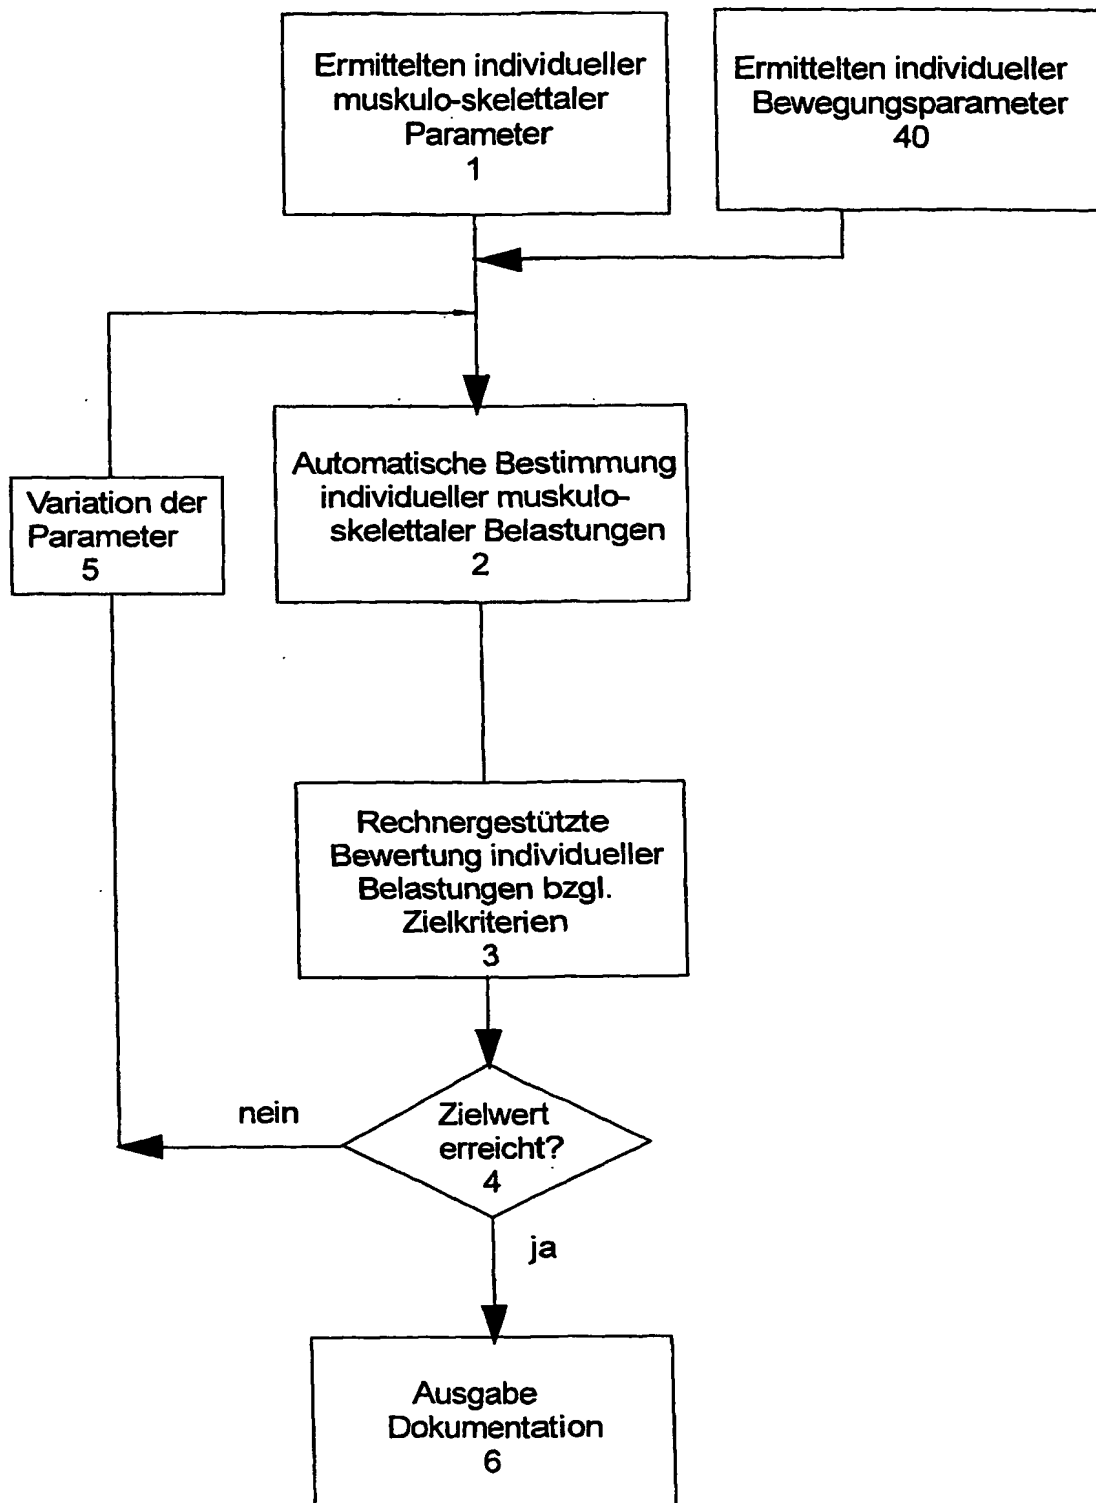 Ermittelten individueller
muskulo-skelettaler
Parameter
1
Ermittelten individueller
Bewegungsparameter
40
Automatische Bestimmung
individueller muskulo-
skelettaler Belastungen
2
Variation der
Parameter
5
Rechnergestützte
Bewertung individueller
Belastungen bzgl.
Zielkriterien
3
nein
Zielwert
erreicht?
4
ja
Ausgabe
Dokumentation
6